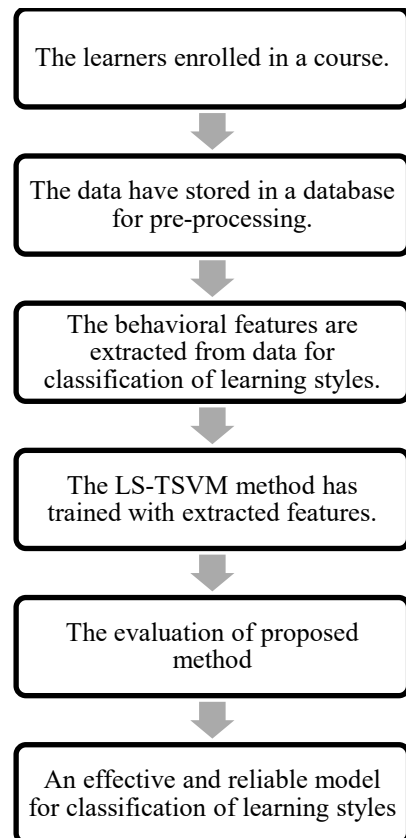 The learners enrolled in a course.
The data have stored in a database
for pre-processing.
The behavioral features are
extracted from data for
classification of learning styles.
The LS-TSVM method has
trained with extracted features.
The evaluation of proposed
method
An effective and reliable model
for classification of learning styles